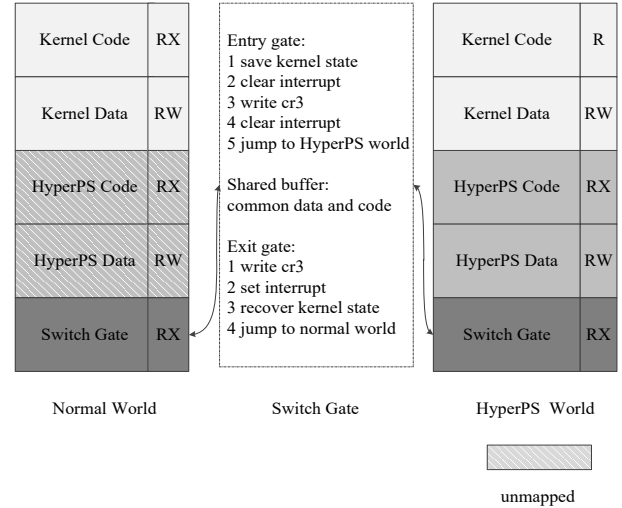 Kernel Code RX
Kernel Data RW
HyperPS Code RX
HyperPS Data RW
Switch Gate RX
Normal World
Entry gate:
1 save kernel state
2 clear interrupt
3 write cr3
4 clear interrupt
5 jump to HyperPS world
Shared buffer:
common data and code
Exit gate:
1 write cr3
2 set interrupt
3 recover kernel state
4 jump to normal world
Switch Gate
Kernel Code R
Kernel Data RW
HyperPS Code RX
HyperPS Data RW
Switch Gate RX
HyperPS World
unmapped